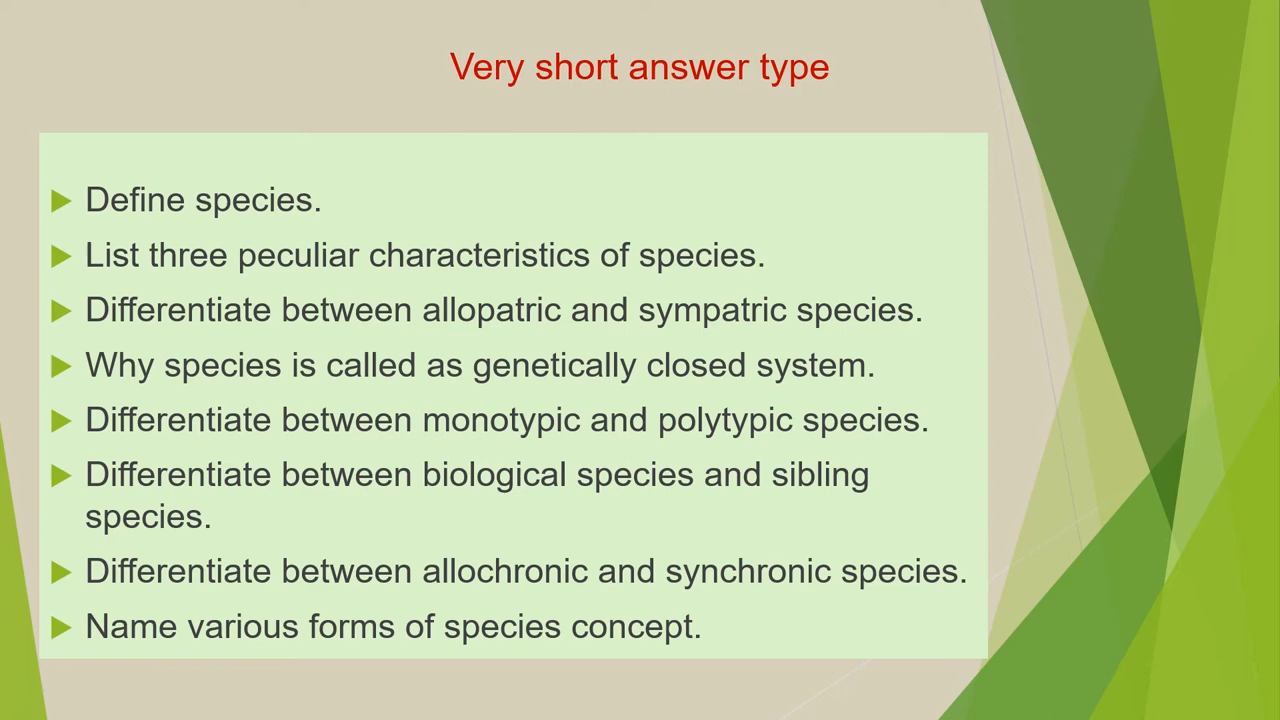 Very short answer type
Define species.
List three peculiar characteristics of species.
Differentiate between allopatric and sympatric species.
Why species is called as genetically closed system.
Differentiate between monotypic and polytypic species.
Differentiate between biological species and sibling
species.
Differentiate between allochronic and synchronic species.
Name various forms of species concept.